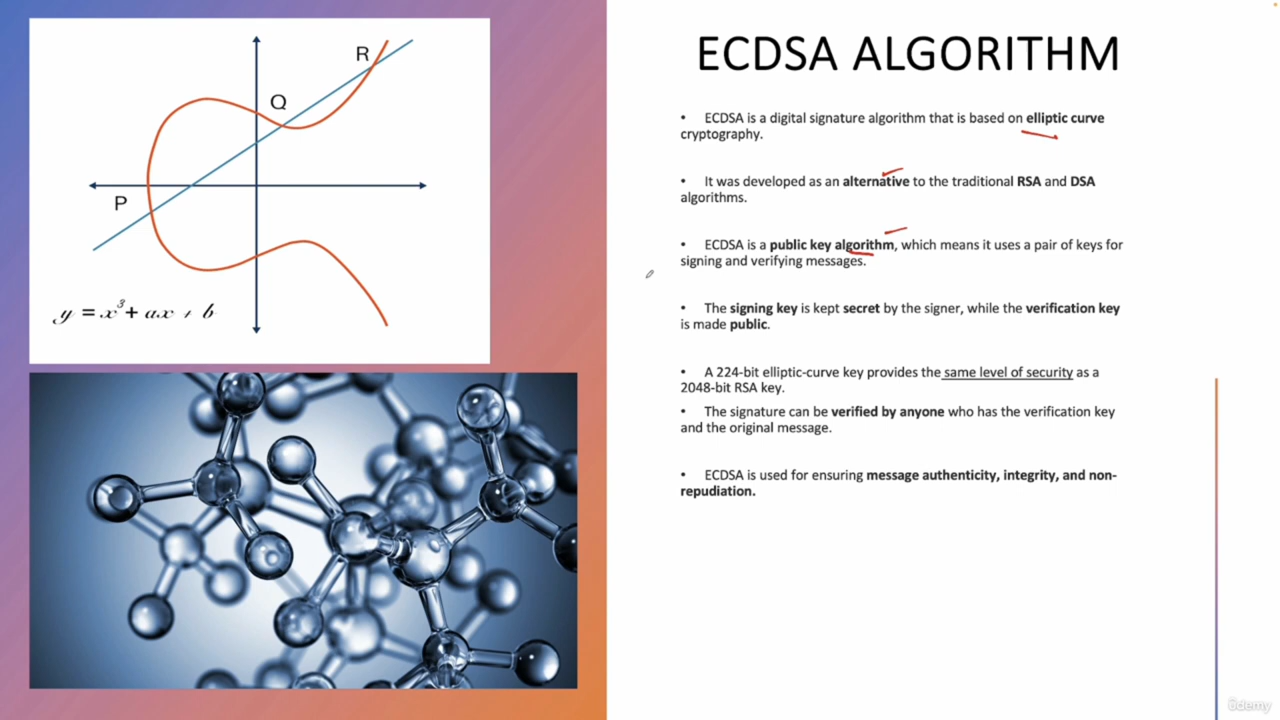 ECDSA ALGORITHM
R
Q
P
y = x³ + ax + b
• ECDSA is a digital signature algorithm that is based on elliptic curve
cryptography.
• It was developed as an alternative to the traditional RSA and DSA
algorithms.
• ECDSA is a public key algorithm, which means it uses a pair of keys for
signing and verifying messages.
• The signing key is kept secret by the signer, while the verification key
is made public.
• A 224-bit elliptic-curve key provides the same level of security as a
2048-bit RSA key.
• The signature can be verified by anyone who has the verification key
and the original message.
• ECDSA is used for ensuring message authenticity, integrity, and non-
repudiation.
ûdemy